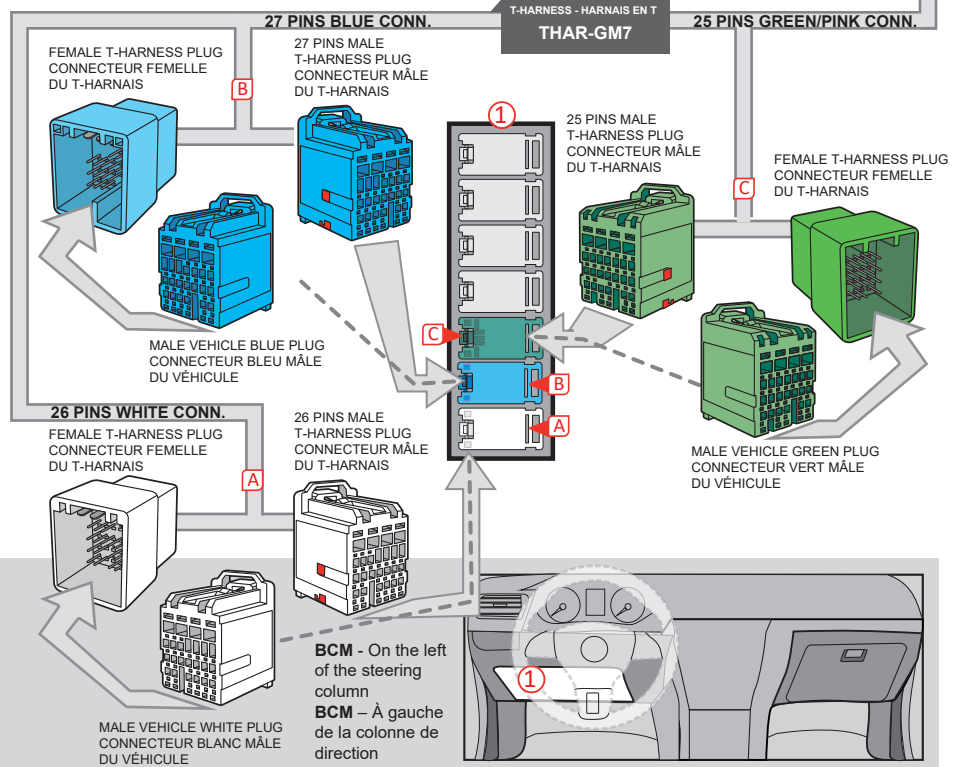 T-HARNESS - HARNAIS EN T
THAR-GM7
27 PINS BLUE CONN.
25 PINS GREEN/PINK CONN.
FEMALE T-HARNESS PLUG
CONNECTEUR FEMELLE
DU T-HARNAIS
B
27 PINS MALE
T-HARNESS PLUG
CONNECTEUR MÂLE
DU T-HARNAIS
1
25 PINS MALE
T-HARNESS PLUG
CONNECTEUR MÂLE
DU T-HARNAIS
C
FEMALE T-HARNESS PLUG
CONNECTEUR FEMELLE
DU T-HARNAIS
MALE VEHICLE BLUE PLUG
CONNECTEUR BLEU MÂLE
DU VÉHICULE
C
B
A
MALE VEHICLE GREEN PLUG
CONNECTEUR VERT MÂLE
DU VÉHICULE
26 PINS WHITE CONN.
FEMALE T-HARNESS PLUG
CONNECTEUR FEMELLE
DU T-HARNAIS
A
26 PINS MALE
T-HARNESS PLUG
CONNECTEUR MÂLE
DU T-HARNAIS
MALE VEHICLE WHITE PLUG
CONNECTEUR BLANC MÂLE
DU VÉHICULE
BCM - On the left
of the steering
column
BCM – À gauche
de la colonne de
direction
1